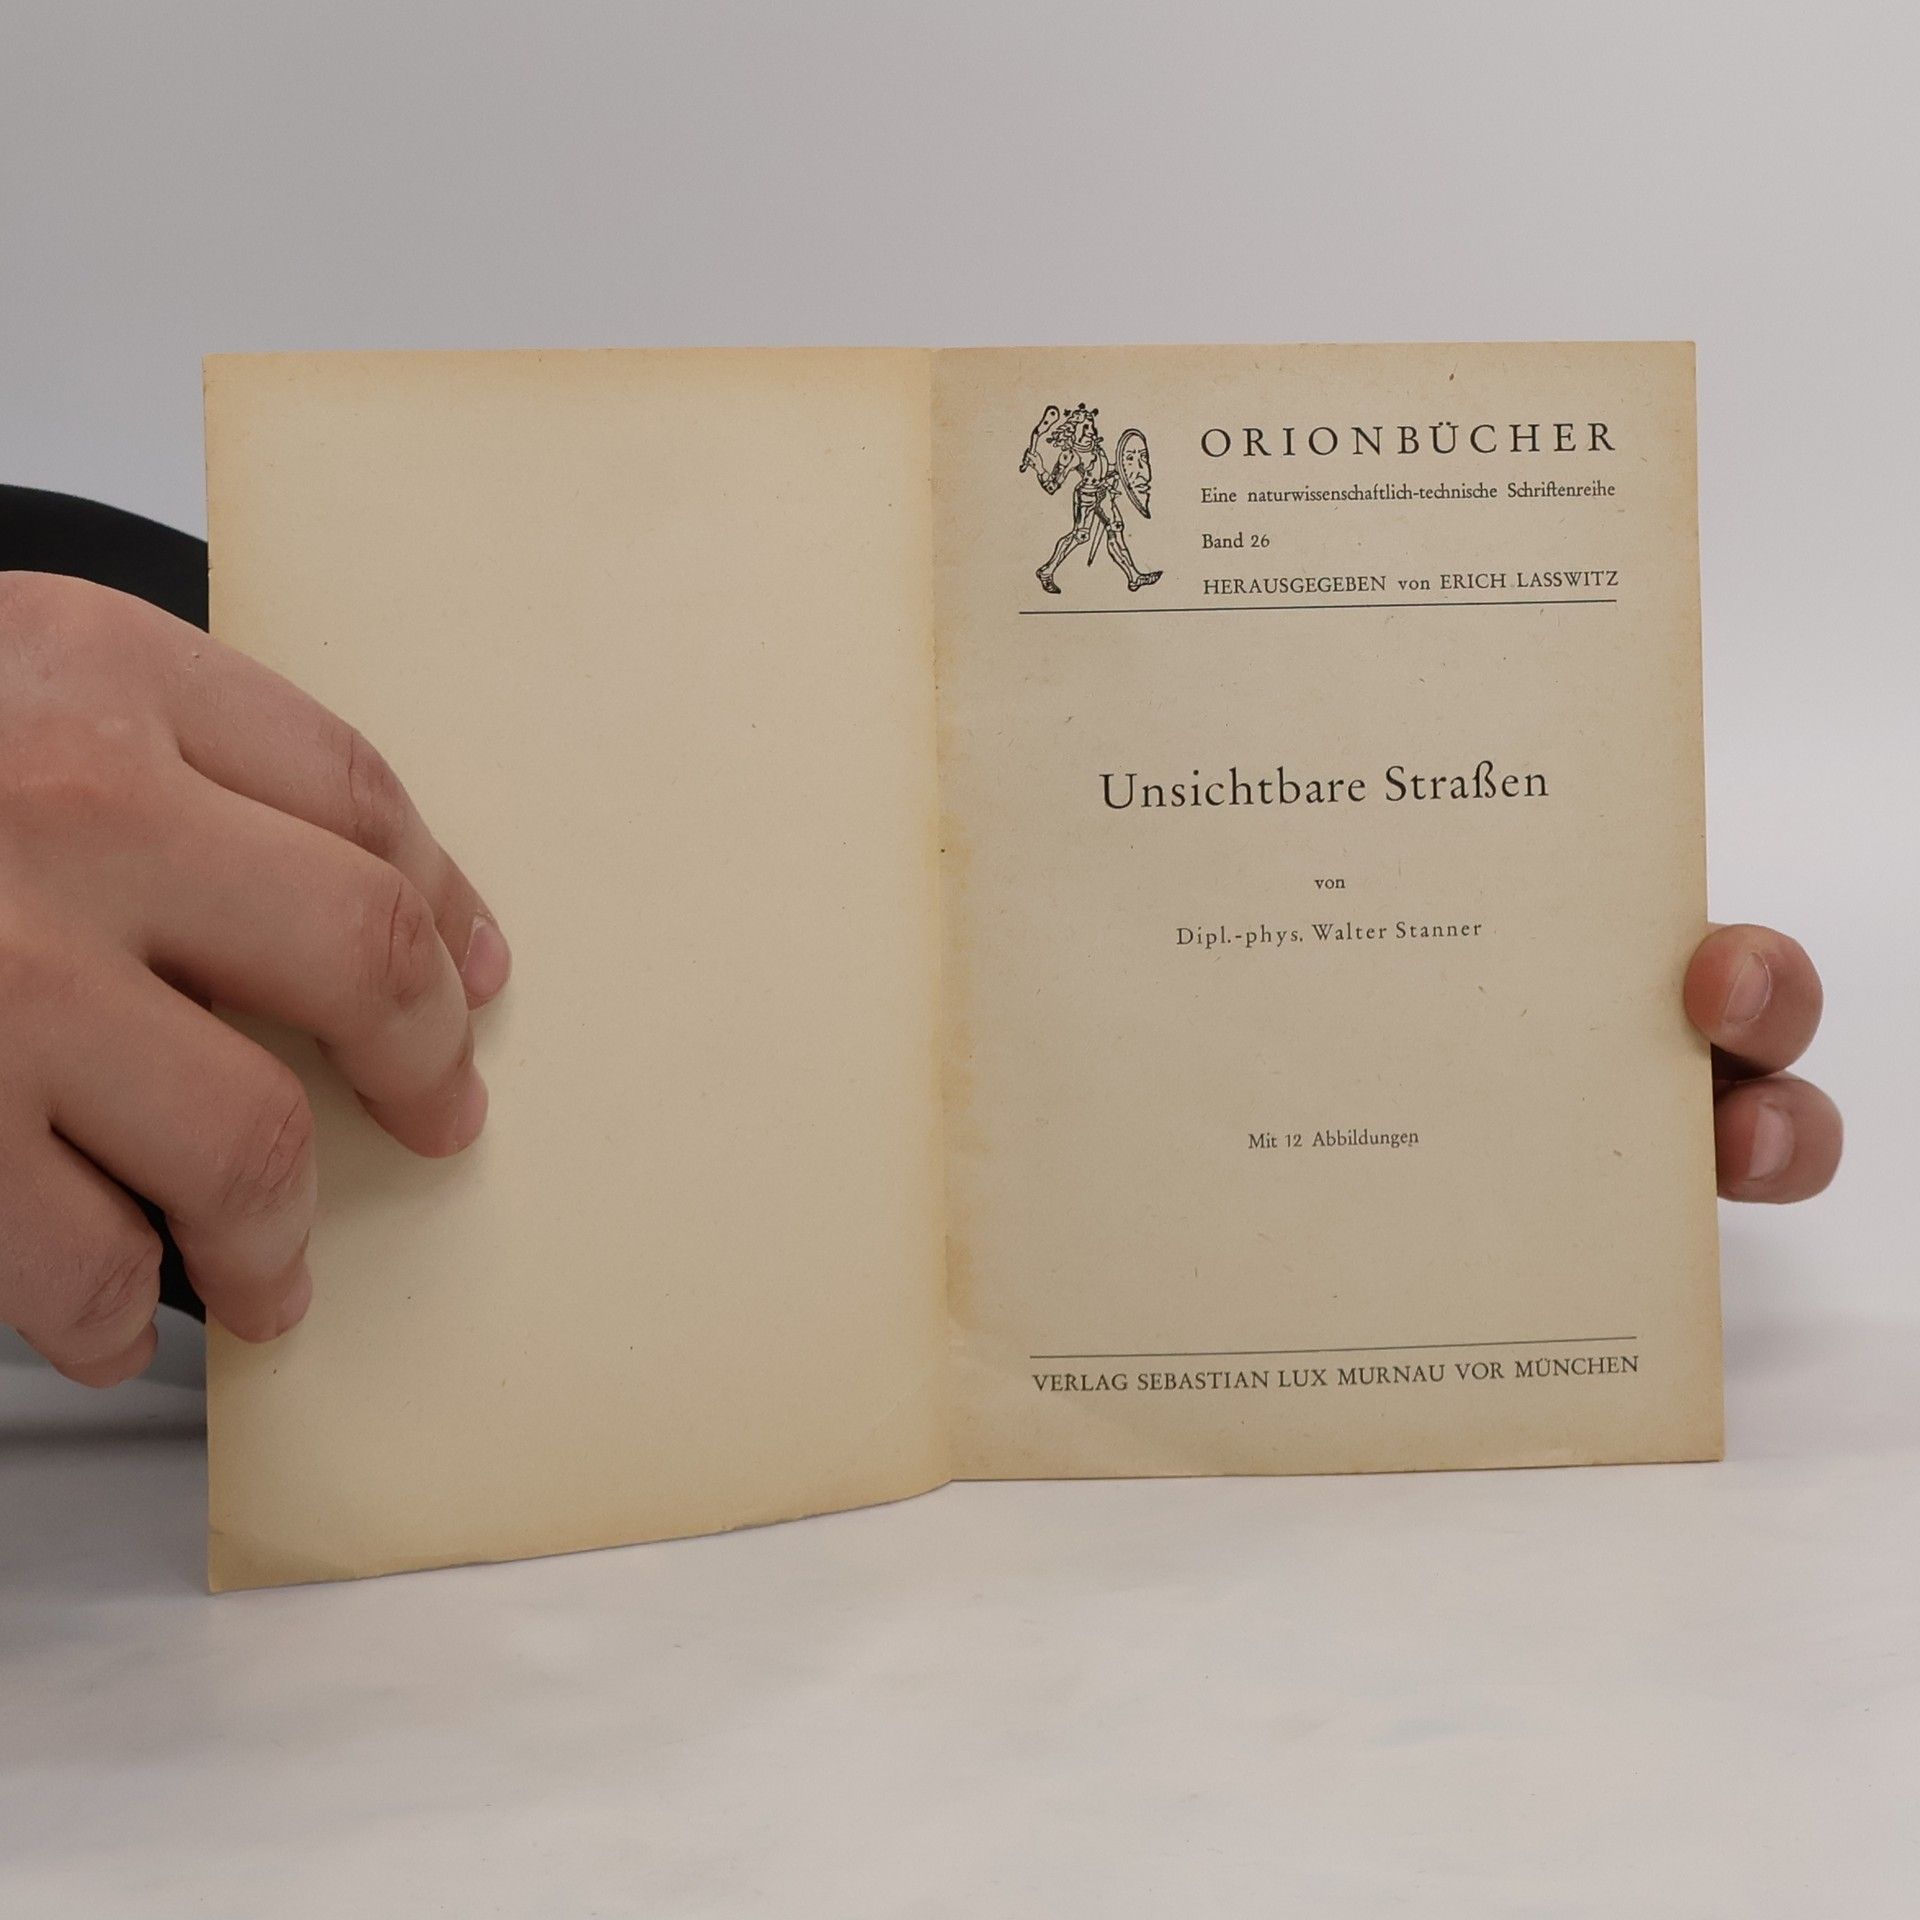 ORIONBÜCHER
Eine naturwissenschaftlich-technische Schriftenreihe
Band 26
HERAUSGEGEBEN von ERICH LASSWITZ
Unsichtbare Straßen
von
Dipl.-phys. Walter Stanner
Mit 12 Abbildungen
VERLAG SEBASTIAN LUX MURNAU VOR MÜNCHEN